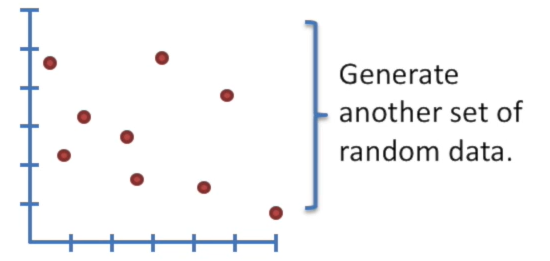 Generate
another set of
random data.